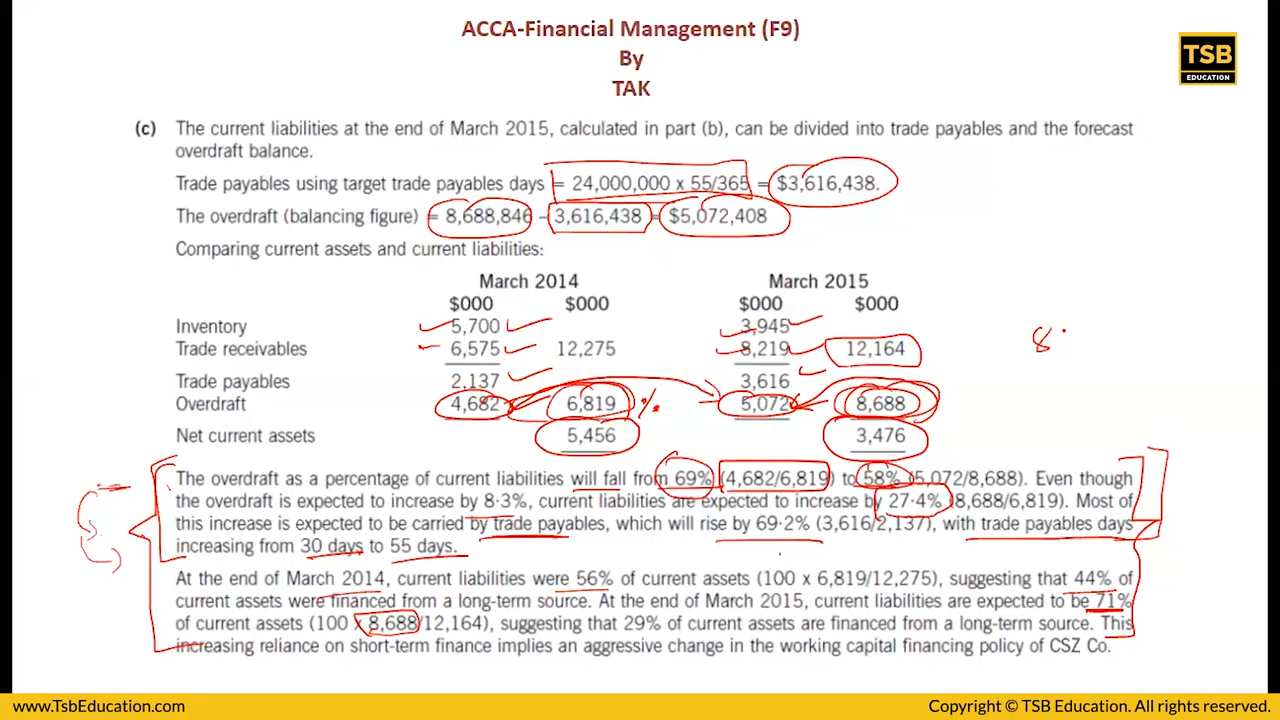 ACCA-Financial Management (F9)
By
TAK
TSB
EDUCATION
(c) The current liabilities at the end of March 2015, calculated in part (b), can be divided into trade payables and the forecast
overdraft balance.
Trade payables using target trade payables days = 24,000,000 x 55/365 = $3,616,438.
The overdraft (balancing figure) = 8,688,846 – 3,616,438 = $5,072,408
Comparing current assets and current liabilities:
March 2014 March 2015
$000 $000 $000 $000
Inventory 5,700 3,945
Trade receivables 6,575 12,275 8,219 12,164
8.
Trade payables 2,137 3,616
Overdraft 4,682 6,819 % 5,072 8,688
Net current assets 5,456 3,476
The overdraft as a percentage of current liabilities will fall from 69% (4,682/6,819) to 58% (5,072/8,688). Even though
the overdraft is expected to increase by 8·3%, current liabilities are expected to increase by 27·4% (8,688/6,819). Most of
this increase is expected to be carried by trade payables, which will rise by 69·2% (3,616/2,137), with trade payables days
increasing from 30 days to 55 days.
At the end of March 2014, current liabilities were 56% of current assets (100 x 6,819/12,275), suggesting that 44% of
current assets were financed from a long-term source. At the end of March 2015, current liabilities are expected to be 71%
of current assets (100 x 8,688/12,164), suggesting that 29% of current assets are financed from a long-term source. This
increasing reliance on short-term finance implies an aggressive change in the working capital financing policy of CSZ Co.
www.TsbEducation.com
Copyright © TSB Education. All rights reserved.